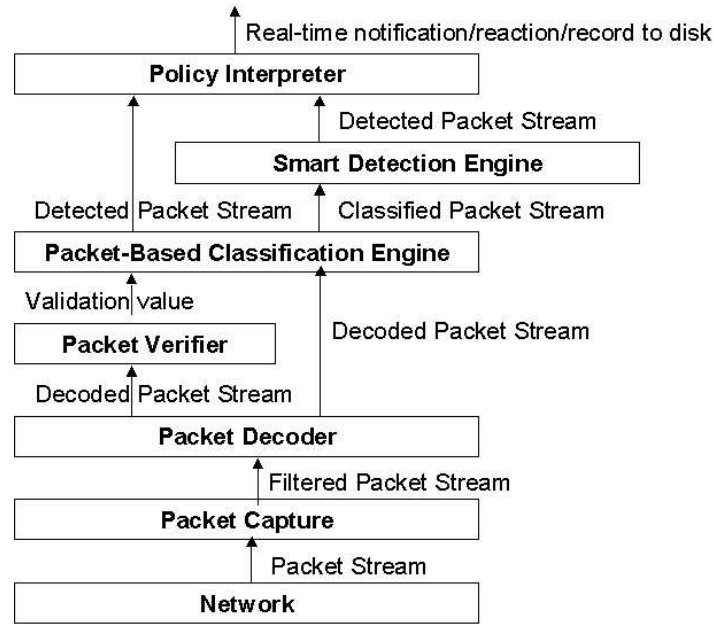 Real-time notification/reaction/record to disk
Policy Interpreter
Detected Packet Stream
Smart Detection Engine
Detected Packet Stream
Classified Packet Stream
Packet-Based Classification Engine
Validation value
Decoded Packet Stream
Packet Verifier
Decoded Packet Stream
Packet Decoder
Filtered Packet Stream
Packet Capture
Packet Stream
Network